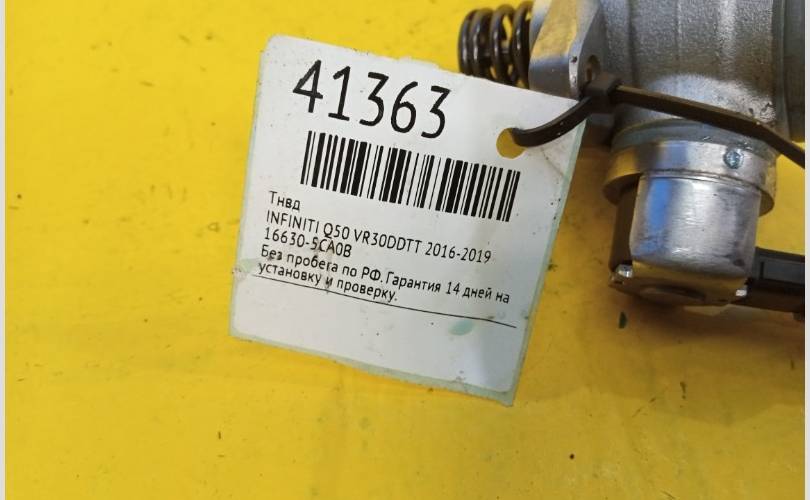 41363
Тнвд
INFINITI Q50 VR30DDTT 2016-2019
16630-5CA0B
Без пробега по РФ. Гарантия 14 дней на
установку и проверку.